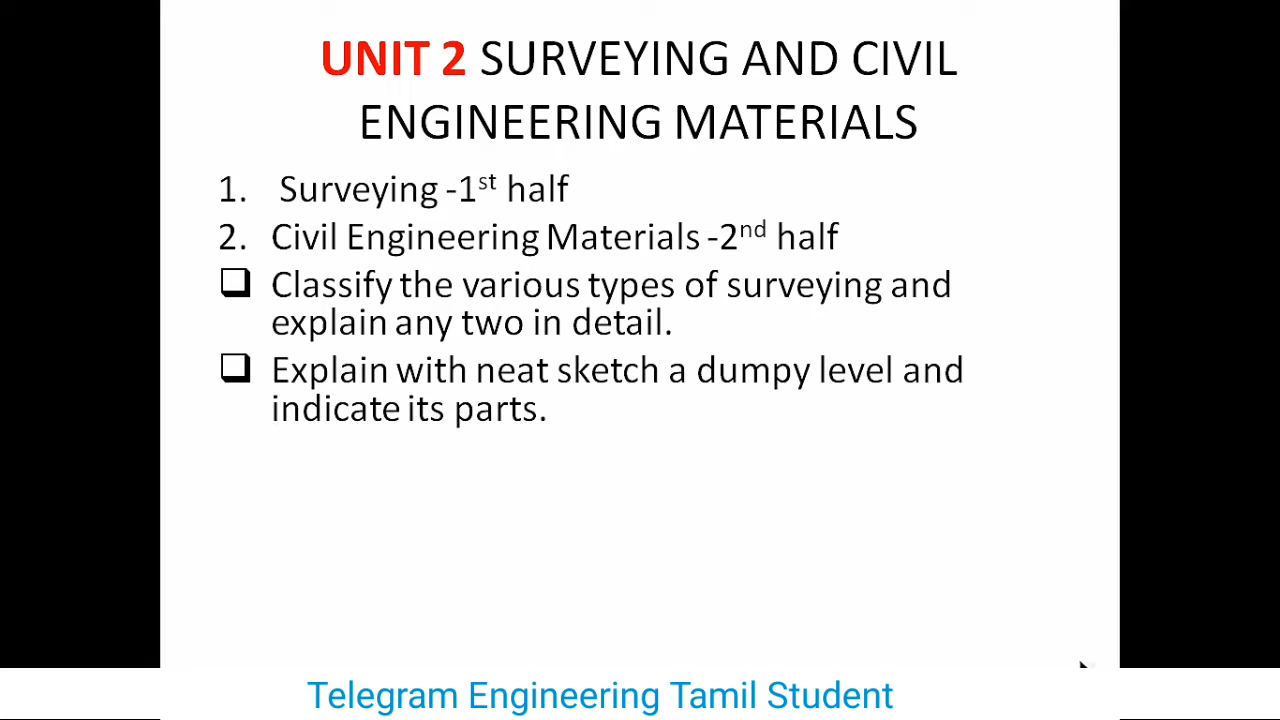 UNIT 2 SURVEYING AND CIVIL
ENGINEERING MATERIALS
1. Surveying -1st half
2. Civil Engineering Materials -2nd half
❑ Classify the various types of surveying and
explain any two in detail.
❑ Explain with neat sketch a dumpy level and
indicate its parts.
Telegram Engineering Tamil Student